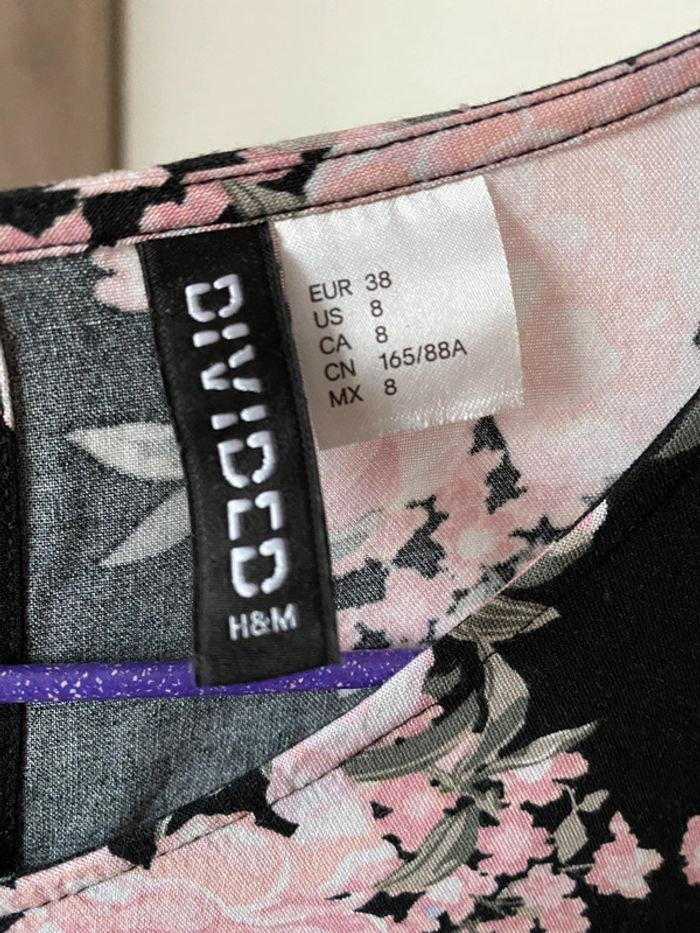 DIVIDED
H&M
EUR 38
US 8
CA 8
CN 165/88A
MX 8